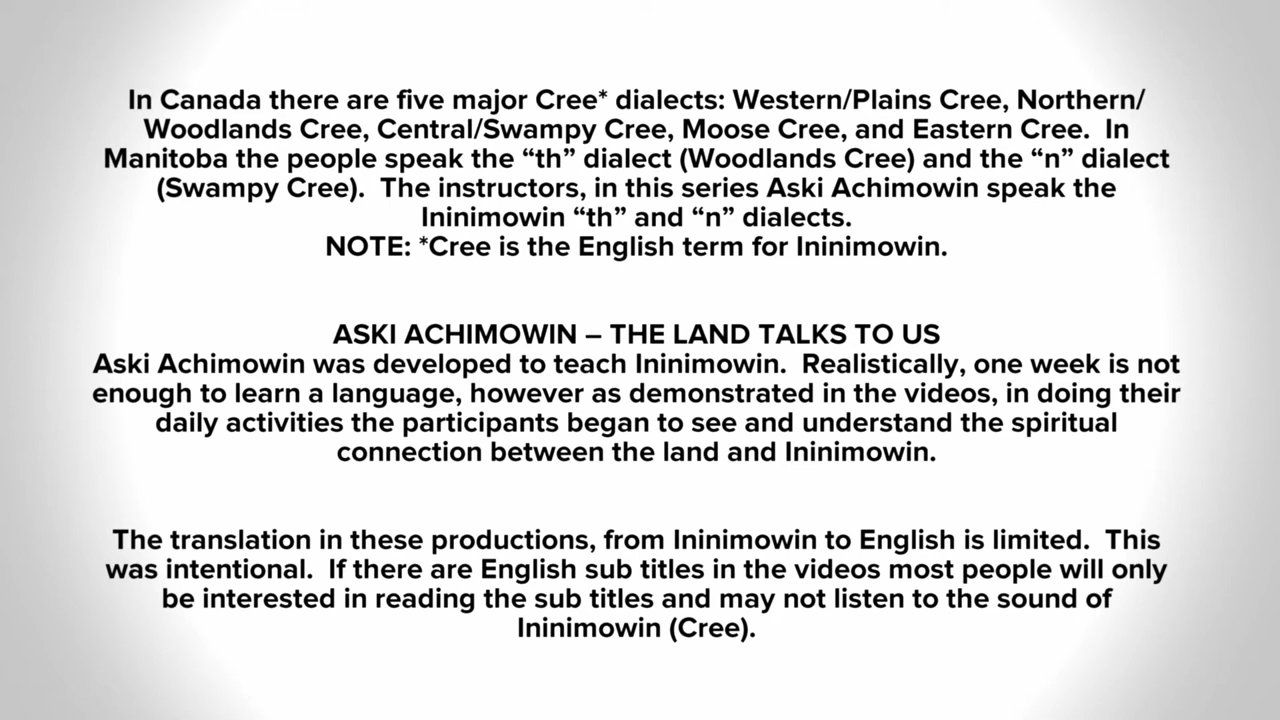 In Canada there are five major Cree* dialects: Western/Plains Cree, Northern/
Woodlands Cree, Central/Swampy Cree, Moose Cree, and Eastern Cree.  In
Manitoba the people speak the “th” dialect (Woodlands Cree) and the “n” dialect
(Swampy Cree).  The instructors, in this series Aski Achimowin speak the
Ininimowin “th” and “n” dialects.
NOTE: *Cree is the English term for Ininimowin.
ASKI ACHIMOWIN – THE LAND TALKS TO US
Aski Achimowin was developed to teach Ininimowin.  Realistically, one week is not
enough to learn a language, however as demonstrated in the videos, in doing their
daily activities the participants began to see and understand the spiritual
connection between the land and Ininimowin.
The translation in these productions, from Ininimowin to English is limited.  This
was intentional.  If there are English sub titles in the videos most people will only
be interested in reading the sub titles and may not listen to the sound of
Ininimowin (Cree).